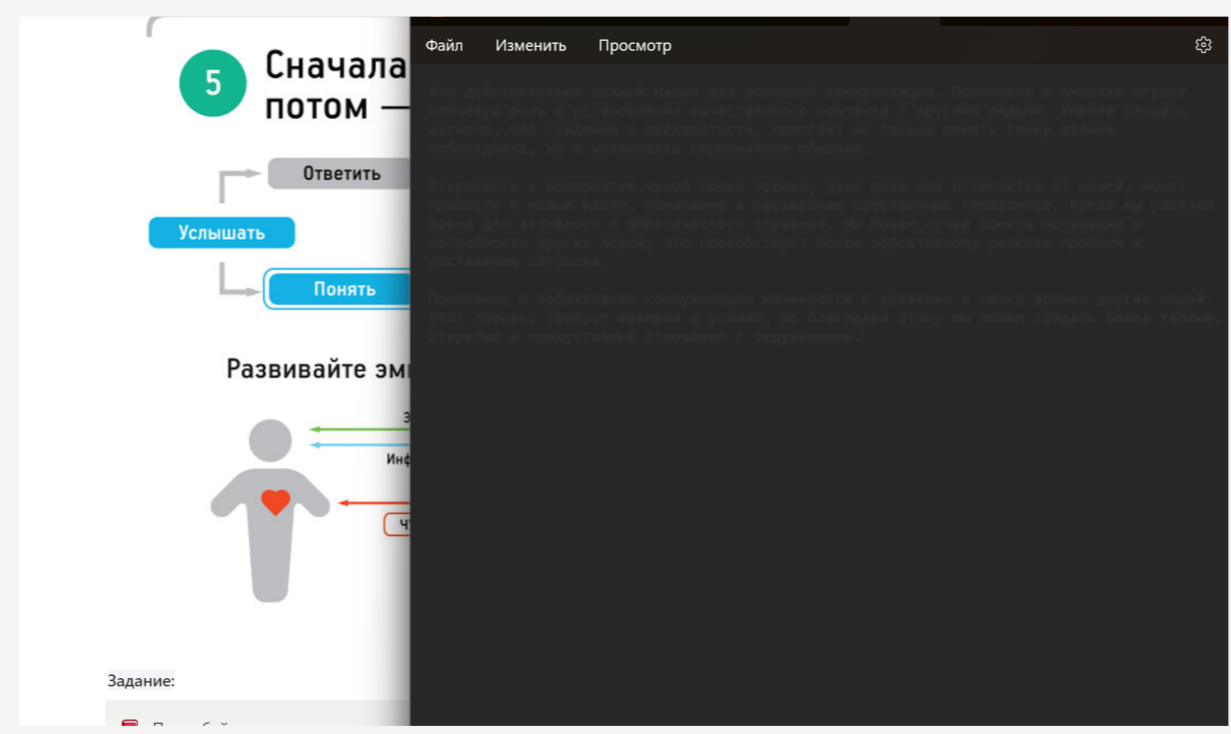 5
Сначала
потом —
Ответить
Услышать
Понять
Развивайте эм
З
Инф
Ч
Задание:
Файл Изменить Просмотр
Это действительно важный навык для успешной коммуникации. Понимание и эмпатия играют
ключевую роль в установлении качественного контакта с другими людьми. Умение слушать
активно, без суждений и предвзятости, помогает не только понять точку зрения
собеседника, но и установить гармоничное общение.
Открытость к восприятию чужой точки зрения, даже если она отличается от нашей, может
привести к новым идеям, пониманию и расширению собственных горизонтов. Когда мы уделяем
время для активного и эмпатического слушания, мы можем лучше понять мотивации и
потребности других людей, что способствует более эффективному решению проблем и
достижению согласия.
Понимание и эффективная коммуникация начинаются с уважения к точке зрения других людей.
Этот процесс требует времени и усилий, но благодаря этому мы можем создать более теплые,
открытые и продуктивные отношения с окружающими.